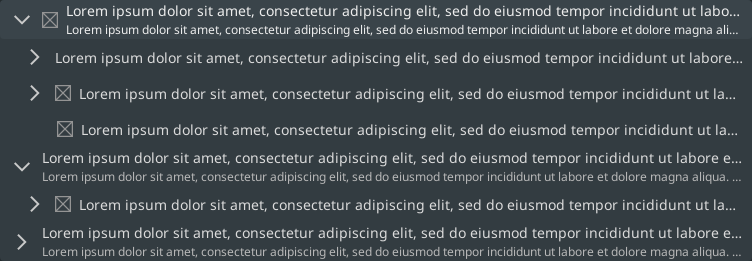 Lorem ipsum dolor sit amet, consectetur adipiscing elit, sed do eiusmod tempor incididunt ut labo...
Lorem ipsum dolor sit amet, consectetur adipiscing elit, sed do eiusmod tempor incididunt ut labore et dolore magna ali...
Lorem ipsum dolor sit amet, consectetur adipiscing elit, sed do eiusmod tempor incididunt ut labore...
Lorem ipsum dolor sit amet, consectetur adipiscing elit, sed do eiusmod tempor incididunt ut la...
Lorem ipsum dolor sit amet, consectetur adipiscing elit, sed do eiusmod tempor incididunt ut la...
Lorem ipsum dolor sit amet, consectetur adipiscing elit, sed do eiusmod tempor incididunt ut labore e...
Lorem ipsum dolor sit amet, consectetur adipiscing elit, sed do eiusmod tempor incididunt ut labore et dolore magna aliqua. ...
Lorem ipsum dolor sit amet, consectetur adipiscing elit, sed do eiusmod tempor incididunt ut la...
Lorem ipsum dolor sit amet, consectetur adipiscing elit, sed do eiusmod tempor incididunt ut labore e...
Lorem ipsum dolor sit amet, consectetur adipiscing elit, sed do eiusmod tempor incididunt ut labore et dolore magna aliqua. ...